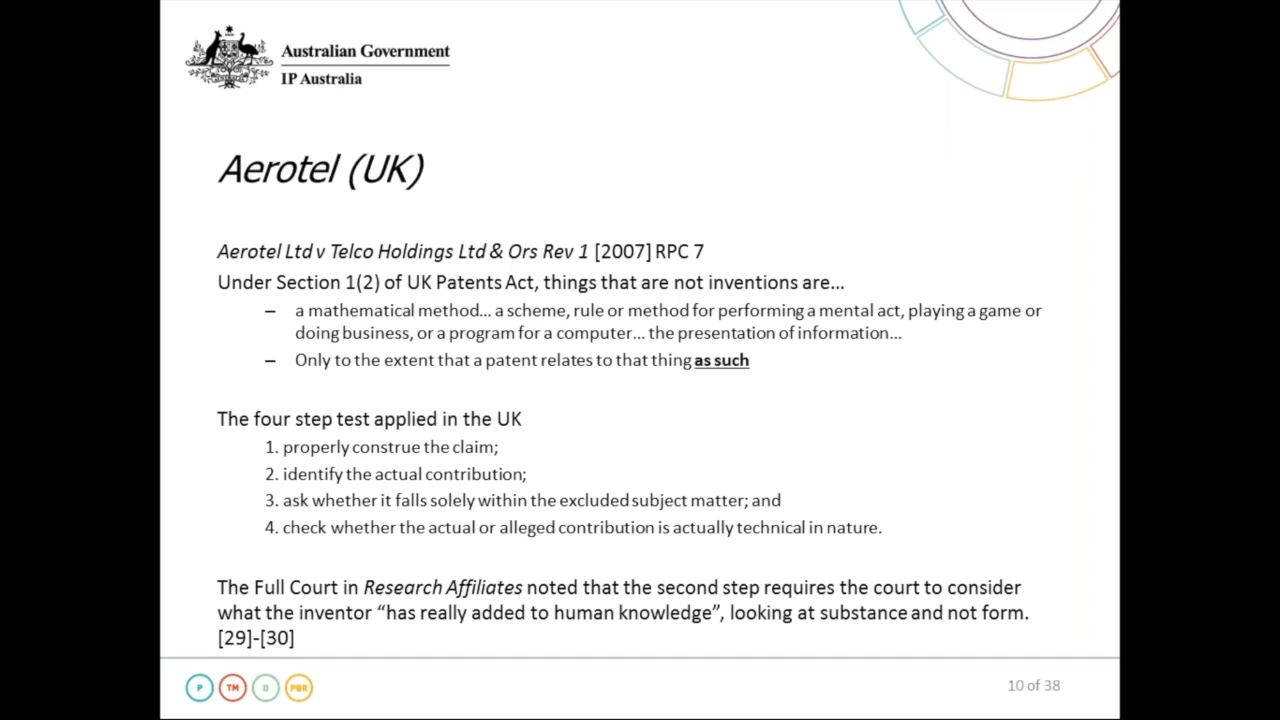 Australian Government
IP Australia
Aerotel (UK)
Aerotel Ltd v Telco Holdings Ltd & Ors Rev 1 [2007] RPC 7
Under Section 1(2) of UK Patents Act, things that are not inventions are…
– a mathematical method… a scheme, rule or method for performing a mental act, playing a game or
doing business, or a program for a computer… the presentation of information…
– Only to the extent that a patent relates to that thing as such
The four step test applied in the UK
1. properly construe the claim;
2. identify the actual contribution;
3. ask whether it falls solely within the excluded subject matter; and
4. check whether the actual or alleged contribution is actually technical in nature.
The Full Court in Research Affiliates noted that the second step requires the court to consider
what the inventor “has really added to human knowledge”, looking at substance and not form.
[29]-[30]
P TM D PBR
10 of 38